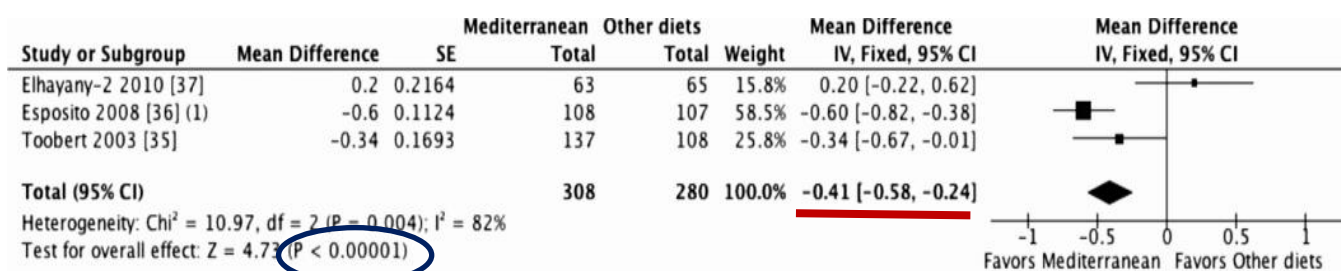 Mediterranean Other diets Mean Difference Mean Difference
Study or Subgroup Mean Difference SE Total Total Weight IV, Fixed, 95% CI IV, Fixed, 95% CI
Elhayany-2 2010 [37] 0.2 0.2164 63 65 15.8% 0.20 [-0.22, 0.62]
Esposito 2008 [36] (1) -0.6 0.1124 108 107 58.5% -0.60 [-0.82, -0.38]
Toobert 2003 [35] -0.34 0.1693 137 108 25.8% -0.34 [-0.67, -0.01]
Total (95% CI) 308 280 100.0% -0.41 [-0.58, -0.24]
Heterogeneity: Chi² = 10.97, df = 2 (P = 0.004); I² = 82%
Test for overall effect: Z = 4.73 (P < 0.00001)
-1 -0.5 0 0.5 1
Favors Mediterranean Favors Other diets